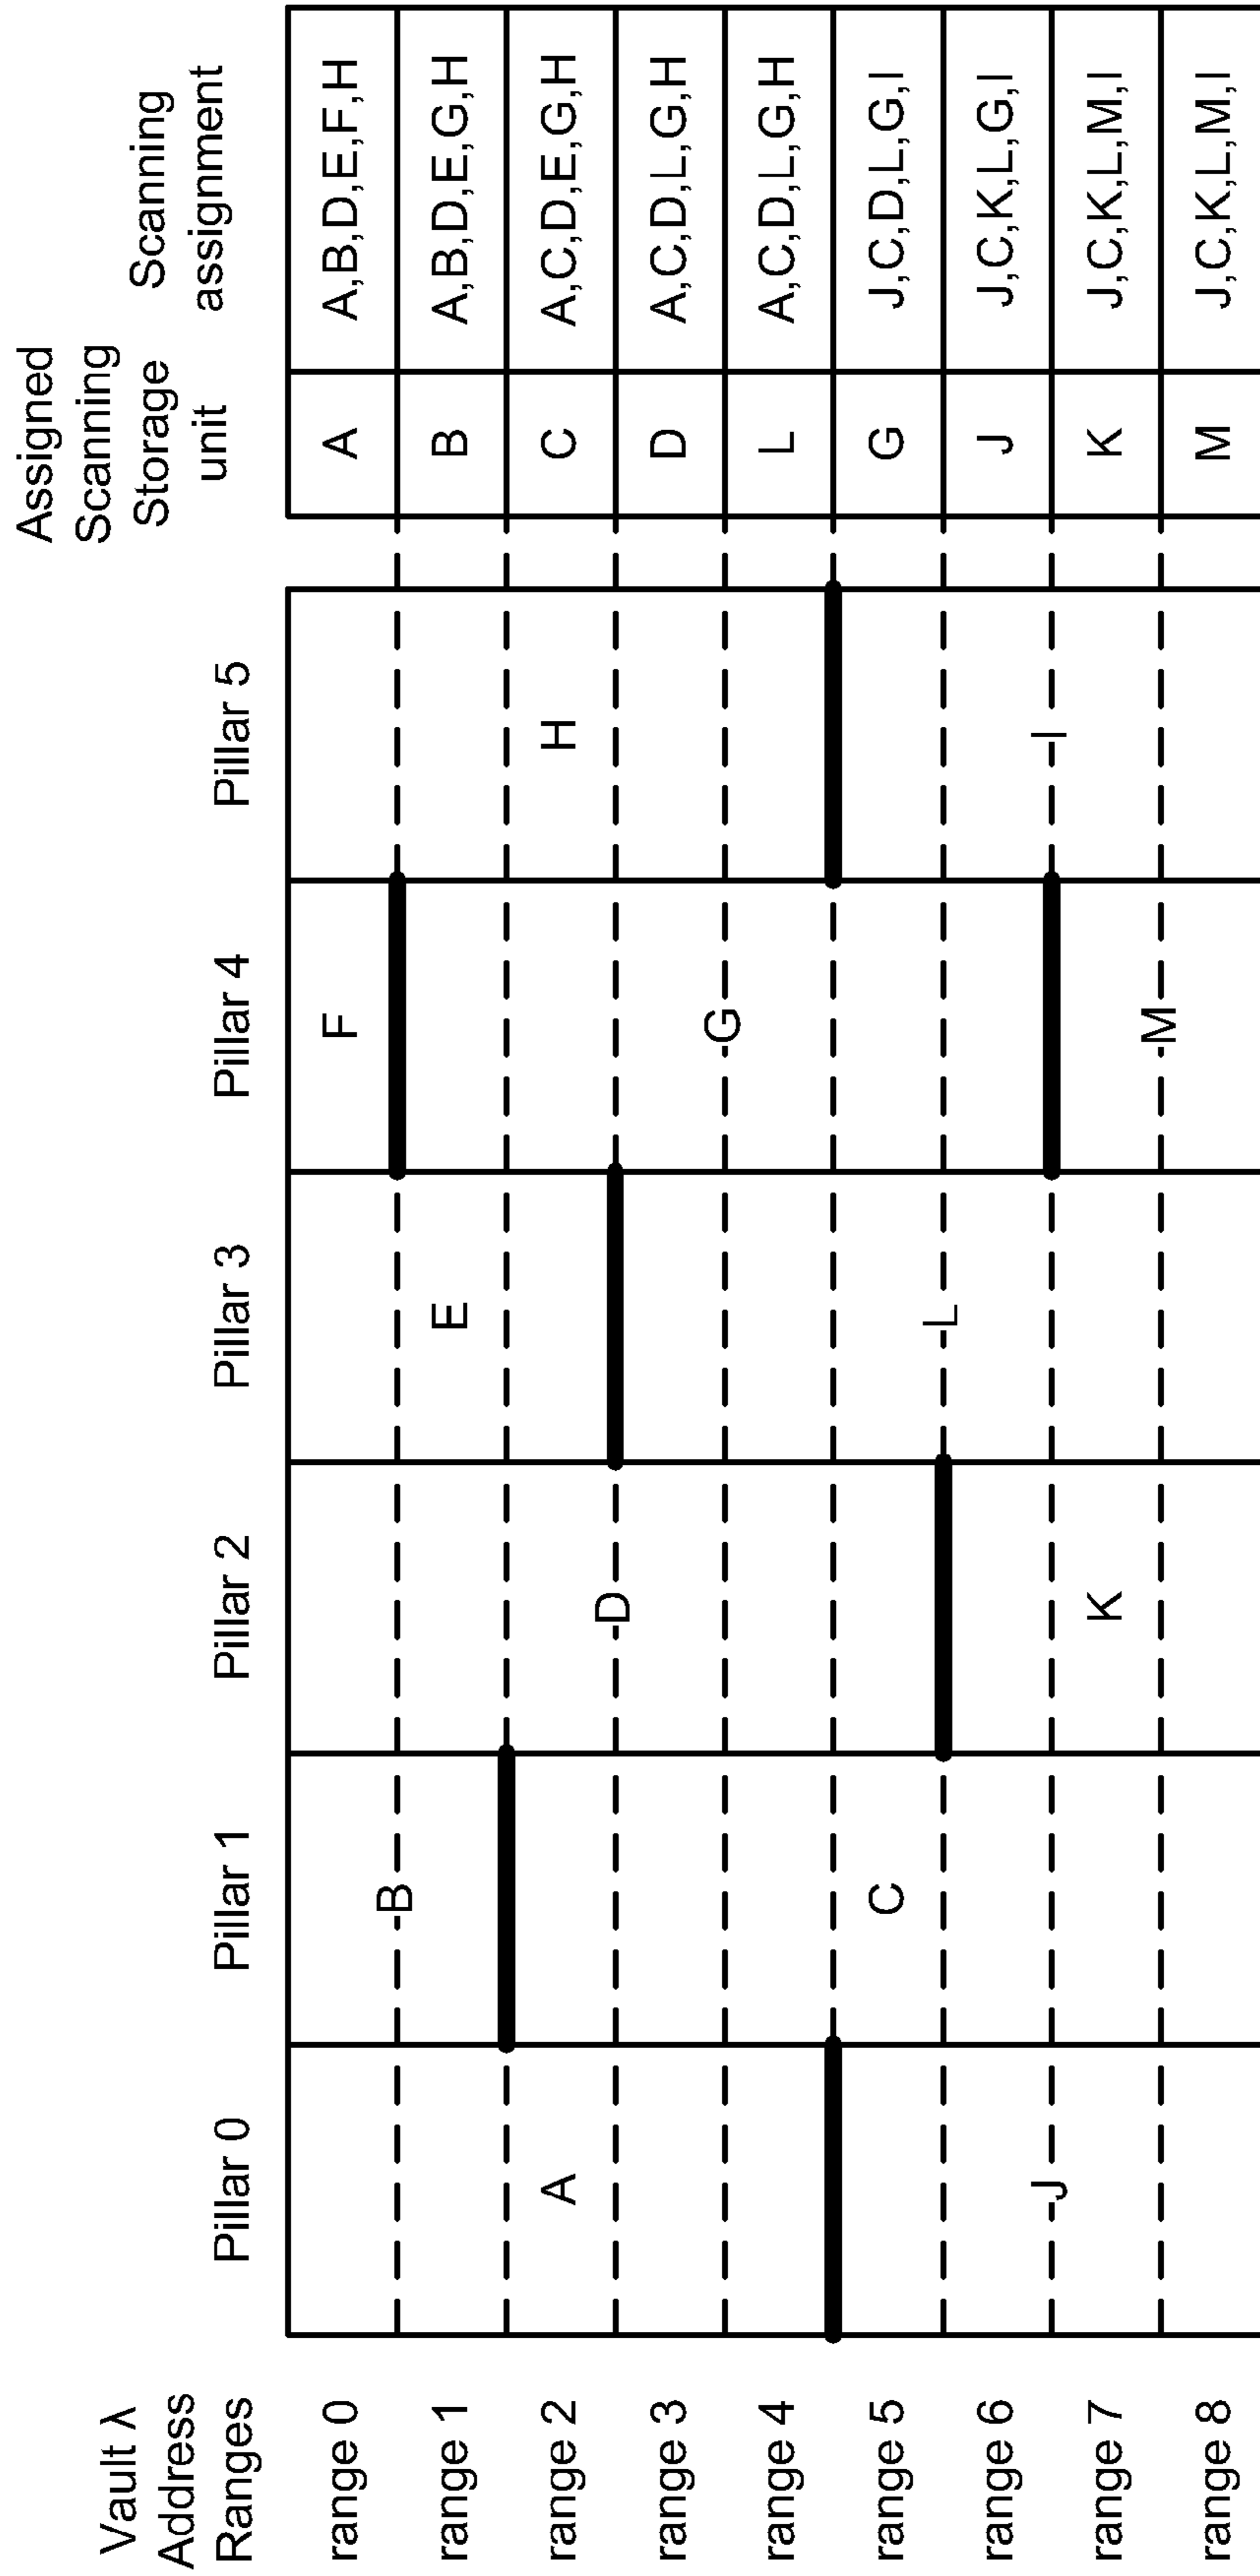 Vault λ
Address
Ranges
Pillar 0
Pillar 1
Pillar 2
Pillar 3
Pillar 4
Pillar 5
Assigned
Scanning
Storage
unit
Scanning
assignment
range 0
F
A
A,B,D,E,F,H
B
range 1
E
B
A,B,D,E,G,H
range 2
A
H
C
A,C,D,E,G,H
D
range 3
D
A,C,D,L,G,H
G
range 4
L
A,C,D,L,G,H
range 5
C
G
J,C,D,L,G,I
L
range 6
J
J,C,K,L,G,I
J
I
range 7
K
K
J,C,K,L,M,I
M
range 8
M
J,C,K,L,M,I